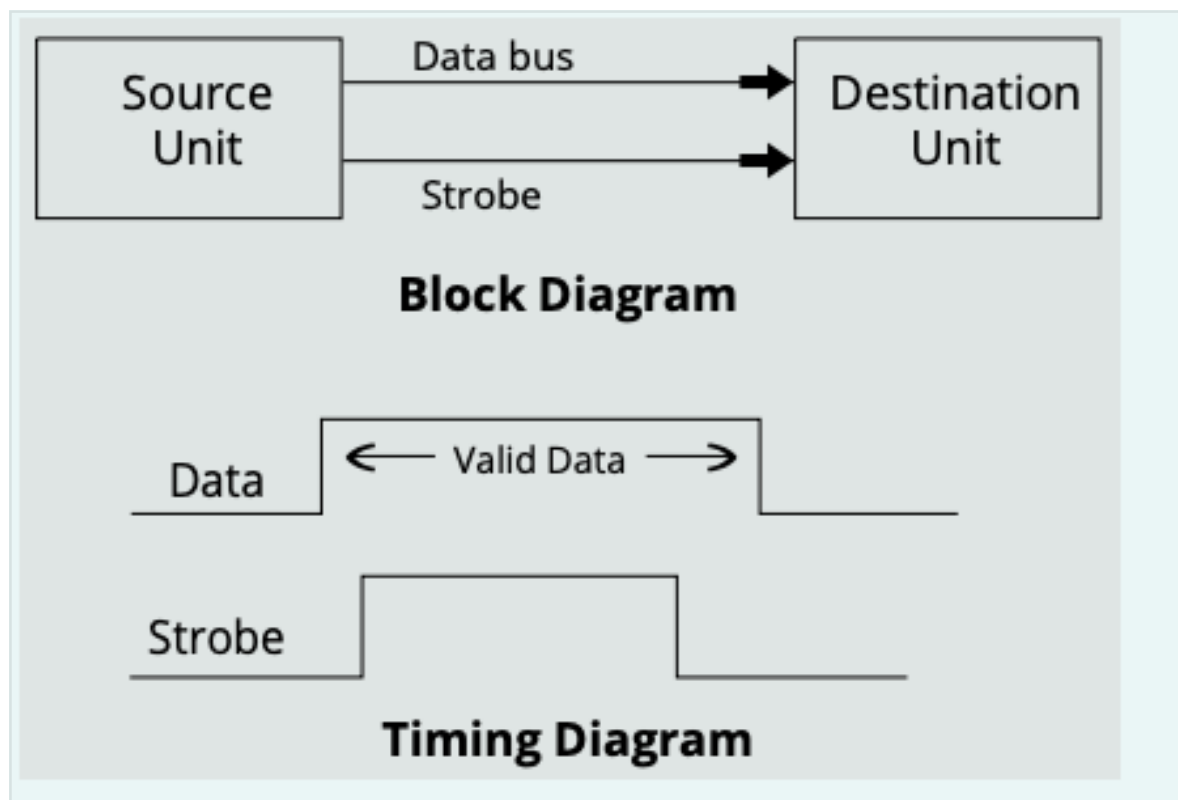 Source
Unit
Data bus
Strobe
Destination
Unit
Block Diagram
Data
Valid Data
Strobe
Timing Diagram